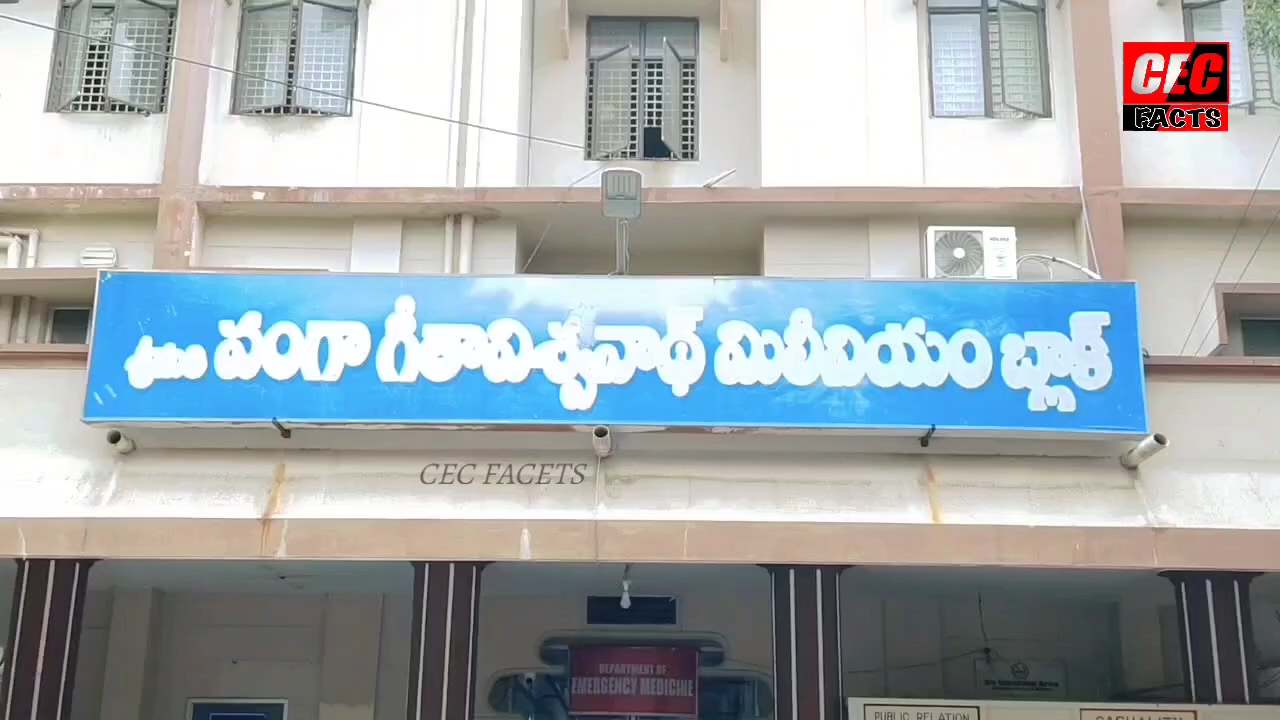 CEC
FACTS
శ్రీమతి వంగా గీతావిశ్వనాథ్ మిలీనియం బ్లాక్
CEC FACETS
DEPARTMENT OF
EMERGENCY MEDICINE
PUBLIC RELATION